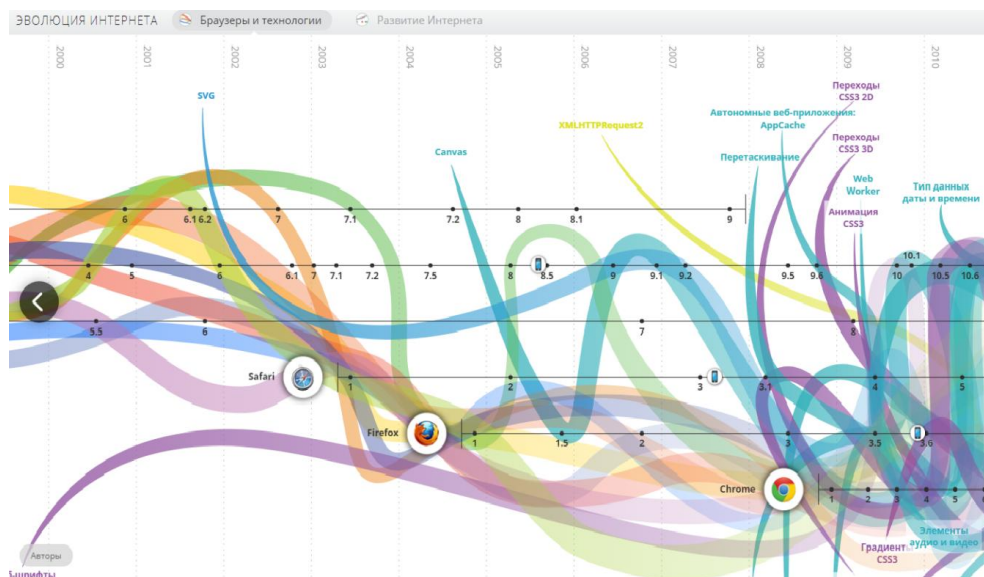 ЭВОЛЮЦИЯ ИНТЕРНЕТА Браузеры и технологии Развитие Интернета
2000 2001 2002 2003 2004 2005 2006 2007 2008 2009 2010
SVG
Canvas
XMLHTTPRequest2
Автономные веб-приложения:
AppCache
Перетаскивание
Переходы
CSS3 2D
Переходы
CSS3 3D
Web
Worker
Анимация
CSS3
Тип данных
даты и времени
6 6.1 6.2 7 7.1 7.2 8 8.1 9
4 5 6 6.1 7 7.1 7.2 7.5 8 8.5 9 9.1 9.2 9.5 9.6 10 10.1 10.5 10.6
5.5 6 7 8
Safari 1 2 3 3.1 4 5
Firefox 1 1.5 2 3 3.5 3.6
Chrome 1 2 3 4 5 6
Элементы
аудио и видео
Градиент
CSS3
Авторы